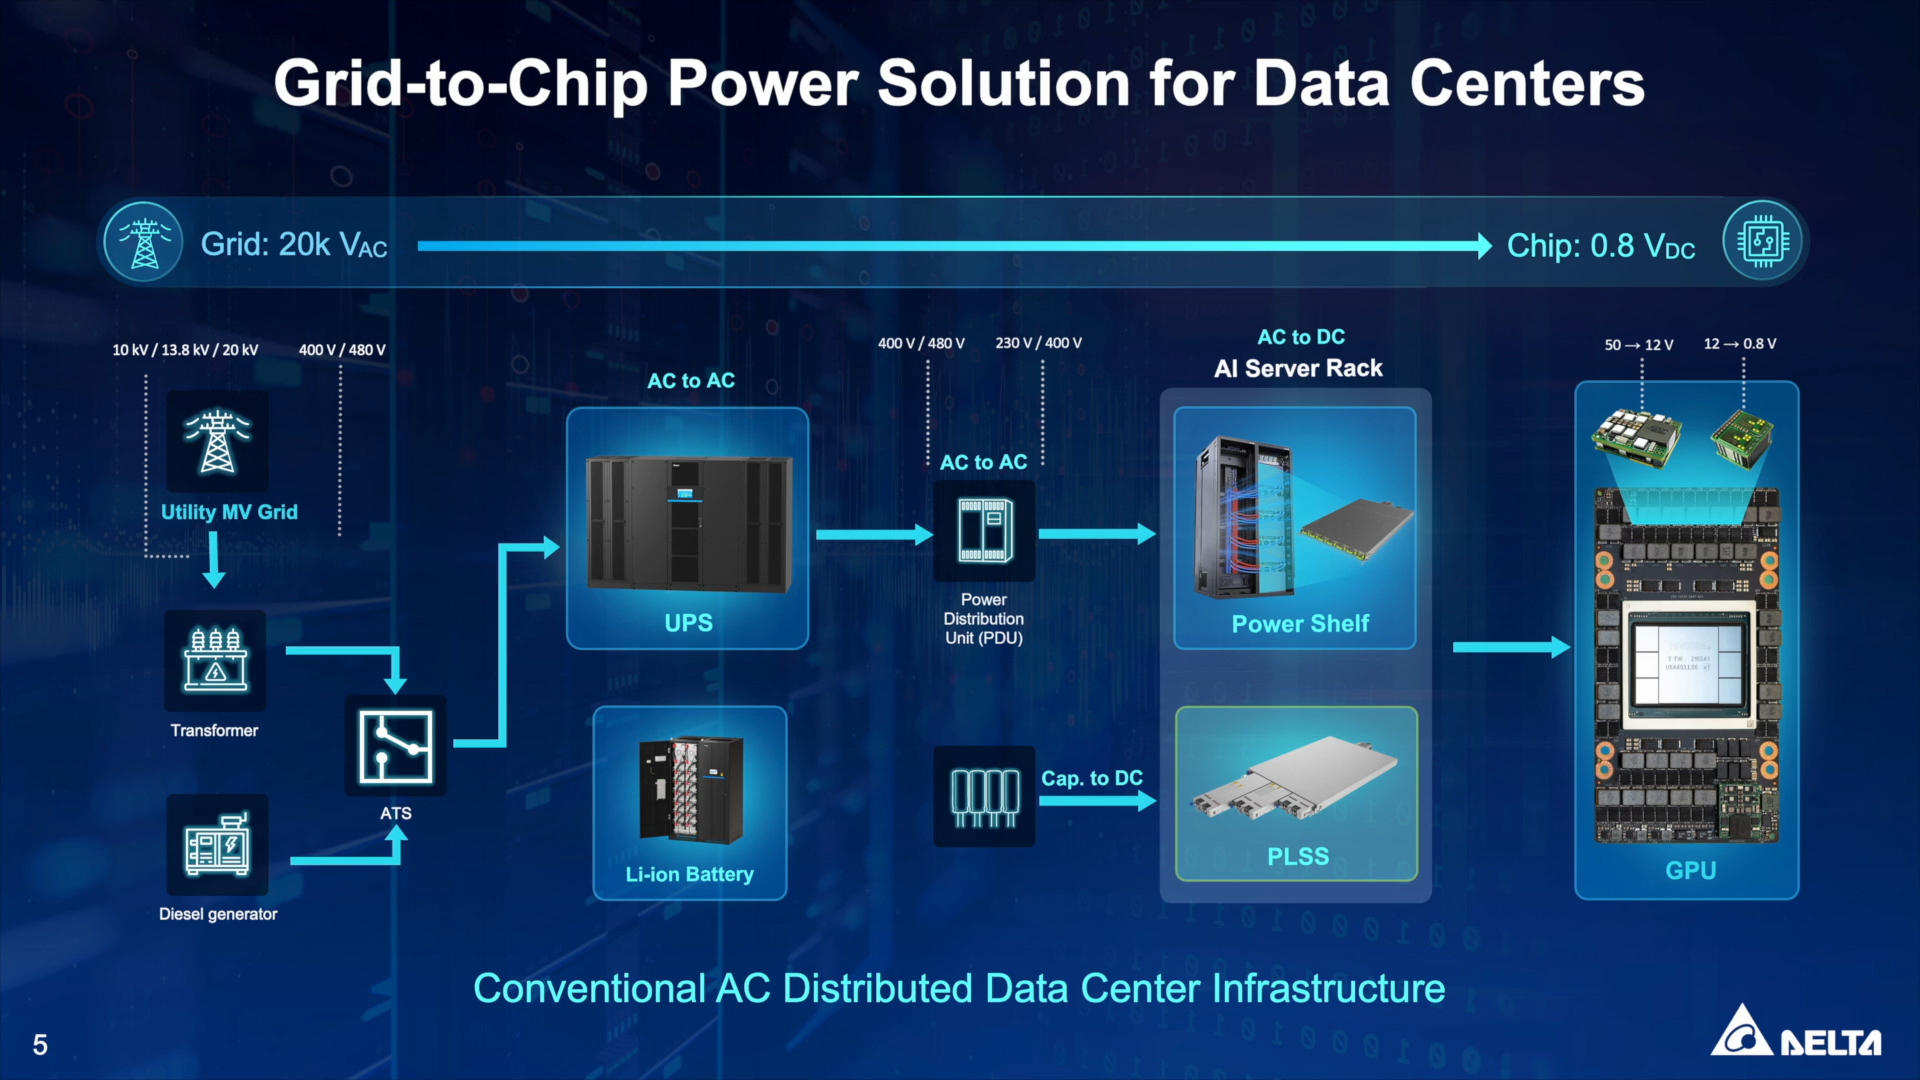 Grid-to-Chip Power Solution for Data Centers
Grid: 20k VAC
Chip: 0.8 VDC
10 kV / 13.8 kV / 20 kV
400 V / 480 V
Utility MV Grid
Transformer
Diesel generator
ATS
AC to AC
UPS
Li-ion Battery
400 V / 480 V
230 V / 400 V
AC to AC
Power
Distribution
Unit (PDU)
Cap. to DC
AC to DC
AI Server Rack
Power Shelf
PLSS
50 → 12 V
12 → 0.8 V
GPU
Conventional AC Distributed Data Center Infrastructure
5
DELTA